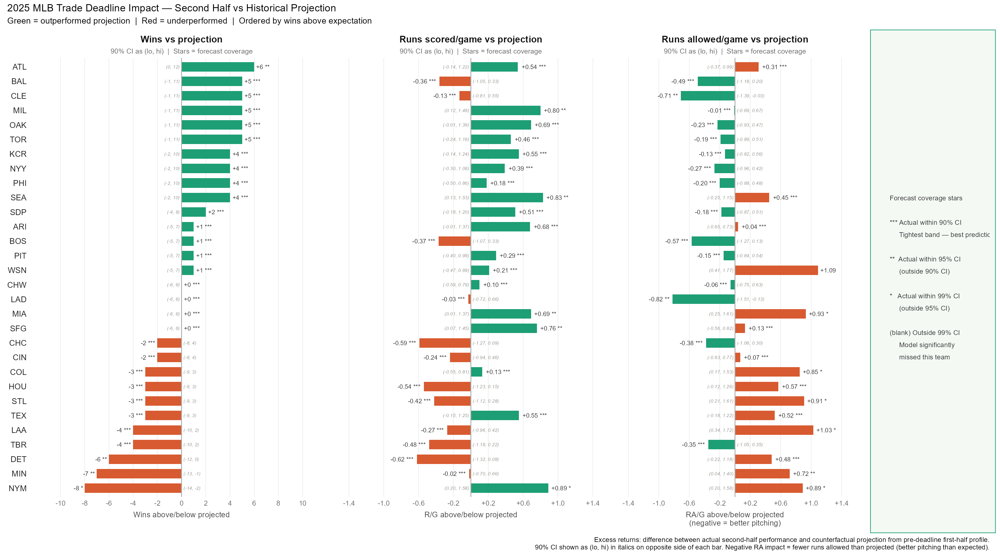 2025 MLB Trade Deadline Impact — Second Half vs Historical Projection
Green = outperformed projection | Red = underperformed | Ordered by wins above expectation
Wins vs projection
90% CI as (lo, hi) | Stars = forecast coverage
Runs scored/game vs projection
90% CI as (lo, hi) | Stars = forecast coverage
Runs allowed/game vs projection
90% CI as (lo, hi) | Stars = forecast coverage
ATL (0, 12) +6 ** (-0.14, 1.22) +0.54 *** (-0.37, 0.99) +0.31 ***
BAL (-1, 11) +5 *** -0.36 *** (-1.05, 0.33) -0.49 *** (-1.18, 0.20)
CLE (-1, 11) +5 *** -0.13 *** (-0.81, 0.55) -0.71 ** (-1.39, -0.03)
MIL (-1, 11) +5 *** (0.12, 1.48) +0.80 ** -0.01 *** (-0.69, 0.67)
OAK (-1, 11) +5 *** (-0.01, 1.39) +0.69 *** -0.23 *** (-0.93, 0.47)
TOR (-1, 11) +5 *** (-0.24, 1.16) +0.46 *** -0.19 *** (-0.89, 0.51)
KCR (-2, 10) +4 *** (-0.14, 1.24) +0.55 *** -0.13 *** (-0.82, 0.56)
NYY (-2, 10) +4 *** (-0.30, 1.08) +0.39 *** -0.27 *** (-0.96, 0.42)
PHI (-2, 10) +4 *** (-0.50, 0.86) +0.18 *** -0.20 *** (-0.88, 0.48)
SEA (-2, 10) +4 *** (0.13, 1.53) +0.83 ** (-0.25, 1.15) +0.45 ***
SDP (-4, 8) +2 *** (-0.18, 1.20) +0.51 *** -0.18 *** (-0.87, 0.51)
ARI (-5, 7) +1 *** (-0.01, 1.37) +0.68 *** (-0.65, 0.73) +0.04 ***
BOS (-5, 7) +1 *** -0.37 *** (-1.07, 0.33) -0.57 *** (-1.27, 0.13)
PIT (-5, 7) +1 *** (-0.40, 0.98) +0.29 *** -0.15 *** (-0.84, 0.54)
WSN (-5, 7) +1 *** (-0.47, 0.89) +0.21 *** (0.41, 1.77) +1.09
CHW (-6, 6) +0 *** (-0.59, 0.79) +0.10 *** -0.06 *** (-0.75, 0.63)
LAD (-6, 6) +0 *** -0.03 *** (-0.72, 0.66) -0.82 ** (-1.51, -0.13)
MIA (-6, 6) +0 *** (0.01, 1.37) +0.69 ** (0.25, 1.61) +0.93 *
SFG (-6, 6) +0 *** (0.07, 1.45) +0.76 ** (-0.56, 0.82) +0.13 ***
CHC -2 *** (-8, 4) -0.59 *** (-1.27, 0.09) -0.38 *** (-1.06, 0.30)
CIN -2 *** (-8, 4) -0.24 *** (-0.94, 0.46) (-0.63, 0.77) +0.07 ***
COL -3 *** (-9, 3) (-0.55, 0.81) +0.13 *** (0.17, 1.53) +0.85 *
HOU -3 *** (-9, 3) -0.54 *** (-1.23, 0.15) (-0.12, 1.26) +0.57 ***
STL -3 *** (-9, 3) -0.42 *** (-1.12, 0.28) (0.21, 1.61) +0.91 *
TEX -3 *** (-9, 3) (-0.15, 1.25) +0.55 *** (-0.18, 1.22) +0.52 ***
LAA -4 *** (-10, 2) -0.27 *** (-0.96, 0.42) (0.34, 1.72) +1.03 *
TBR -4 *** (-10, 2) -0.48 *** (-1.18, 0.22) -0.35 *** (-1.05, 0.35)
DET -6 ** (-12, 0) -0.62 *** (-1.32, 0.08) (-0.22, 1.18) +0.48 ***
MIN -7 ** (-13, -1) -0.02 *** (-0.70, 0.66) (0.04, 1.40) +0.72 **
NYM -8 * (-14, -2) (0.20, 1.58) +0.89 * (0.20, 1.58) +0.89 *
-10 -8 -6 -4 -2 0 2 4 6 8 10
Wins above/below projected
-1.4 -1.0 -0.6 -0.2 +0.2 +0.6 +1.0 +1.4
R/G above/below projected
-1.4 -1.0 -0.6 -0.2 +0.2 +0.6 +1.0 +1.4
RA/G above/below projected
(negative = better pitching)
Forecast coverage stars
*** Actual within 90% CI
Tightest band — best predictic
** Actual within 95% CI
(outside 90% CI)
* Actual within 99% CI
(outside 95% CI)
(blank) Outside 99% CI
Model significantly
missed this team
Excess returns: difference between actual second-half performance and counterfactual projection from pre-deadline first-half profile.
90% CI shown as (lo, hi) in italics on opposite side of each bar. Negative RA impact = fewer runs allowed than projected (better pitching than expected).